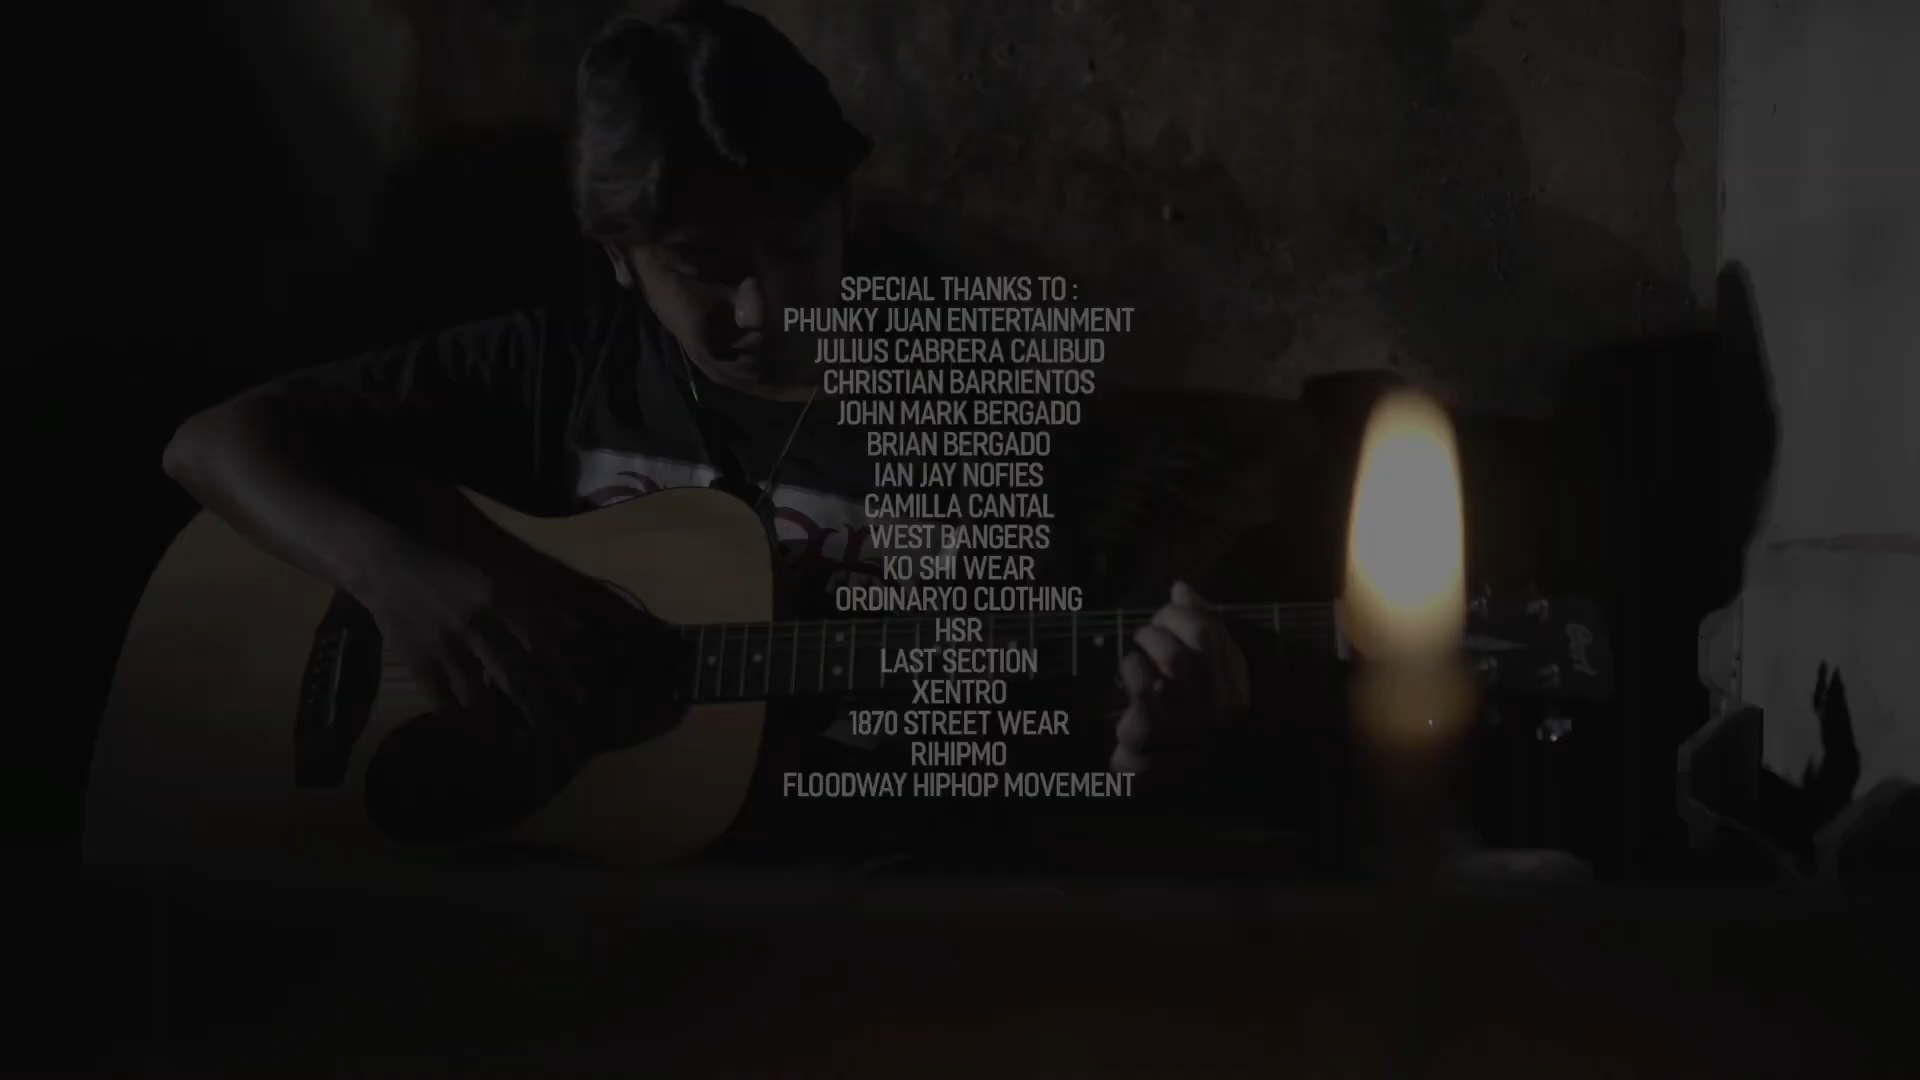 SPECIAL THANKS TO :
PHUNKY JUAN ENTERTAINMENT
JULIUS CABRERA CALIBUD
CHRISTIAN BARRIENTOS
JOHN MARK BERGADO
BRIAN BERGADO
IAN JAY NOFIES
CAMILLA CANTAL
WEST BANGERS
KO SHI WEAR
ORDINARYO CLOTHING
HSR
LAST SECTION
XENTRO
1870 STREET WEAR
RIHIPMO
FLOODWAY HIPHOP MOVEMENT